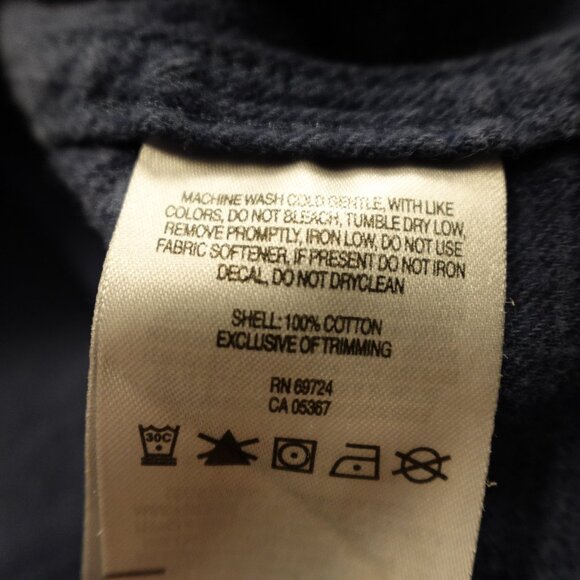 MACHINE WASH COLD GENTLE, WITH LIKE
COLORS, DO NOT BLEACH, TUMBLE DRY LOW,
REMOVE PROMPTLY, IRON LOW, DO NOT USE
FABRIC SOFTENER, IF PRESENT DO NOT IRON
DECAL, DO NOT DRYCLEAN
SHELL: 100% COTTON
EXCLUSIVE OF TRIMMING
RN 69724
CA 05367
30C